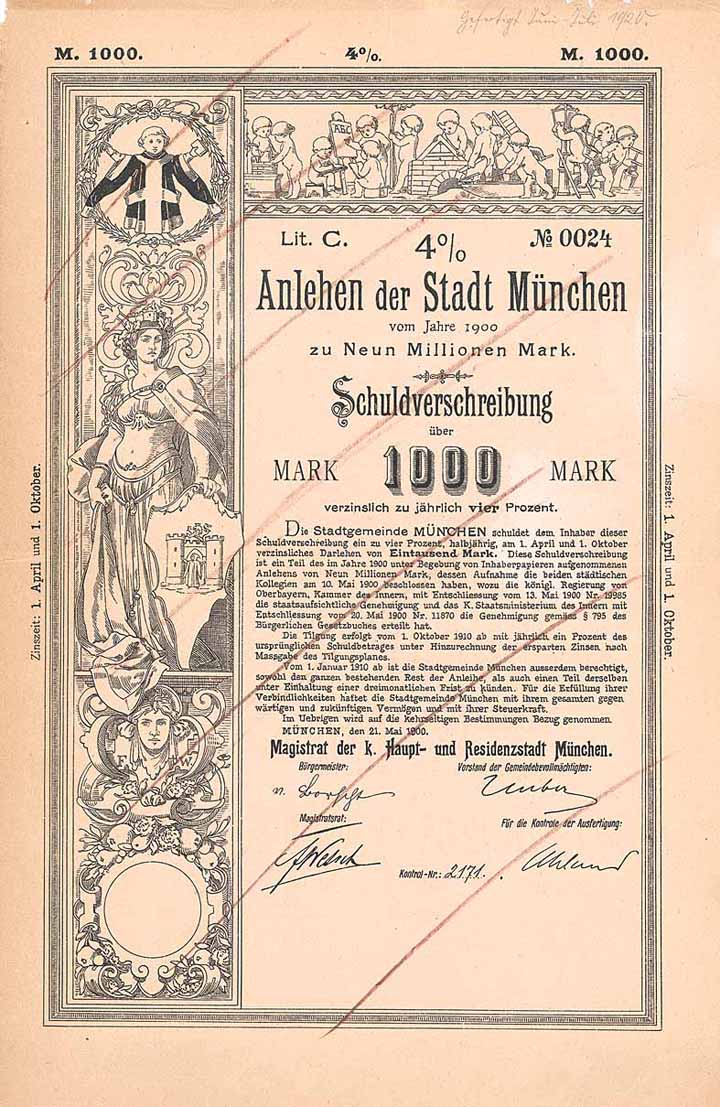 Gefertigt Juni-Juli 1920.
M. 1000. 4%. M. 1000.
ABC
Lit. C. 4% № 0024
Anlehen der Stadt München
vom Jahre 1900
zu Neun Millionen Mark.
Schuldverschreibung
über
MARK 1000 MARK
verzinslich zu jährlich vier Prozent.
Die Stadtgemeinde MÜNCHEN schuldet dem Inhaber dieser
Schuldverschreibung ein zu vier Prozent, halbjährig, am 1. April und 1. Oktober
verzinsliches Darlehen von Eintausend Mark. Diese Schuldverschreibung
ist ein Teil des im Jahre 1900 unter Begebung von Inhaberpapieren aufgenommenen
Anlehens von Neun Millionen Mark, dessen Aufnahme die beiden städtischen
Kollegien am 10. Mai 1900 beschlossen haben, wozu die königl. Regierung von
Oberbayern, Kammer des Innern, mit Entschliessung vom 13. Mai 1900 Nr. 19985
die staatsaufsichtliche Genehmigung und das K. Staatsministerium des Innern mit
Entschliessung vom 20. Mai 1900 Nr. 11870 die Genehmigung gemäss § 795 des
Bürgerlichen Gesetzbuches erteilt hat.
Die Tilgung erfolgt vom 1. Oktober 1910 ab mit jährlich ein Prozent des
ursprünglichen Schuldbetrages unter Hinzurechnung der ersparten Zinsen nach
Massgabe des Tilgungsplanes.
Vom 1. Januar 1910 ab ist die Stadtgemeinde München ausserdem berechtigt,
sowohl den ganzen bestehenden Rest der Anleihe, als auch einen Teil derselben
unter Einhaltung einer dreimonatlichen Frist zu künden. Für die Erfüllung ihrer
Verbindlichkeiten haftet die Stadtgemeinde München mit ihrem gesamten gegen
wärtigen und zukünftigen Vermögen und mit ihrer Steuerkraft.
Im Uebrigen wird auf die kehrseitigen Bestimmungen Bezug genommen.
MÜNCHEN, den 21. Mai 1900.
Magistrat der k. Haupt- und Residenzstadt München.
Bürgermeister: Vorstand der Gemeindebevollmächtigten:
v. Borscht
Magistratsrat: Für die Kontrole der Ausfertigung:
Kontrol-Nr.: 2171.
Zinszeit: 1. April und 1. Oktober.
Zinszeit: 1. April und 1. Oktober.